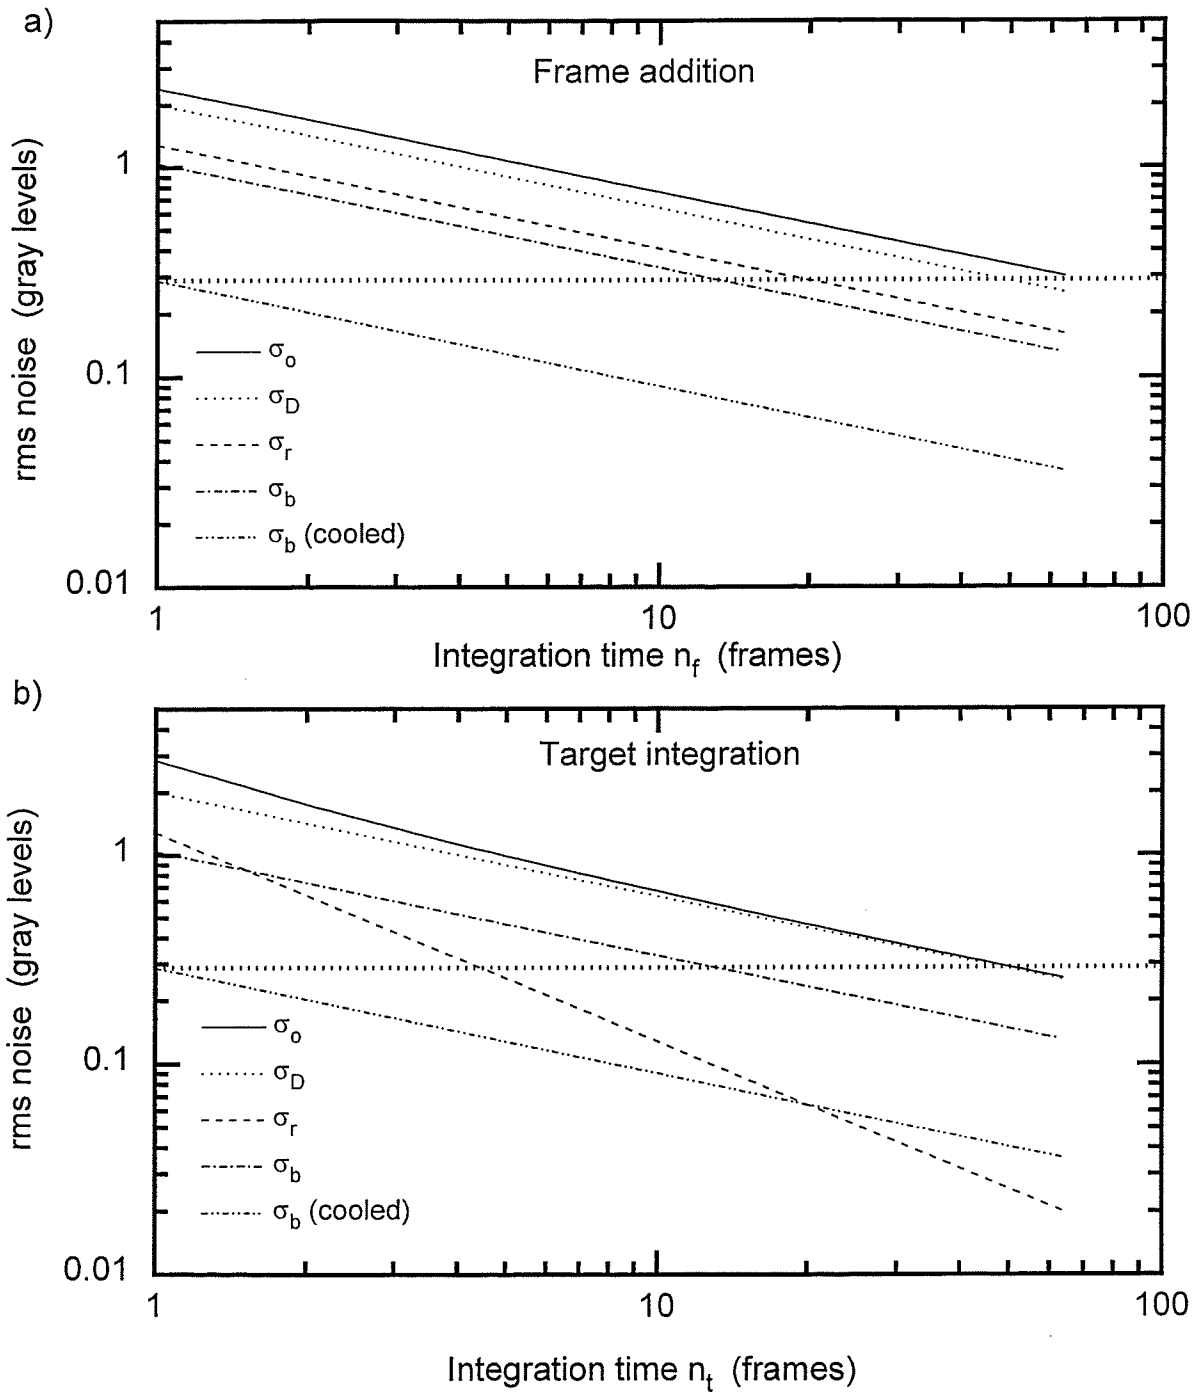 a)
Frame addition
rms noise (gray levels)
1
0.1
0.01
σo
σD
σr
σb
σb (cooled)
1 10 100
Integration time nf (frames)
b)
Target integration
rms noise (gray levels)
1
0.1
0.01
σo
σD
σr
σb
σb (cooled)
1 10 100
Integration time nt (frames)